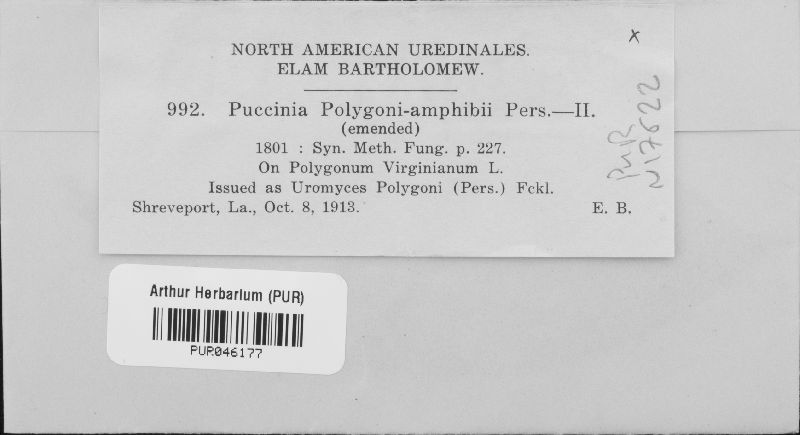 x
NORTH AMERICAN UREDINALES.
ELAM BARTHOLOMEW.
992. Puccinia Polygoni-amphibii Pers.—II.
(emended)
1801 : Syn. Meth. Fung. p. 227.
On Polygonum Virginianum L.
Issued as Uromyces Polygoni (Pers.) Fckl.
Shreveport, La., Oct. 8, 1913. E. B.
PUR
N17622
Arthur Herbarium (PUR)
PUR046177